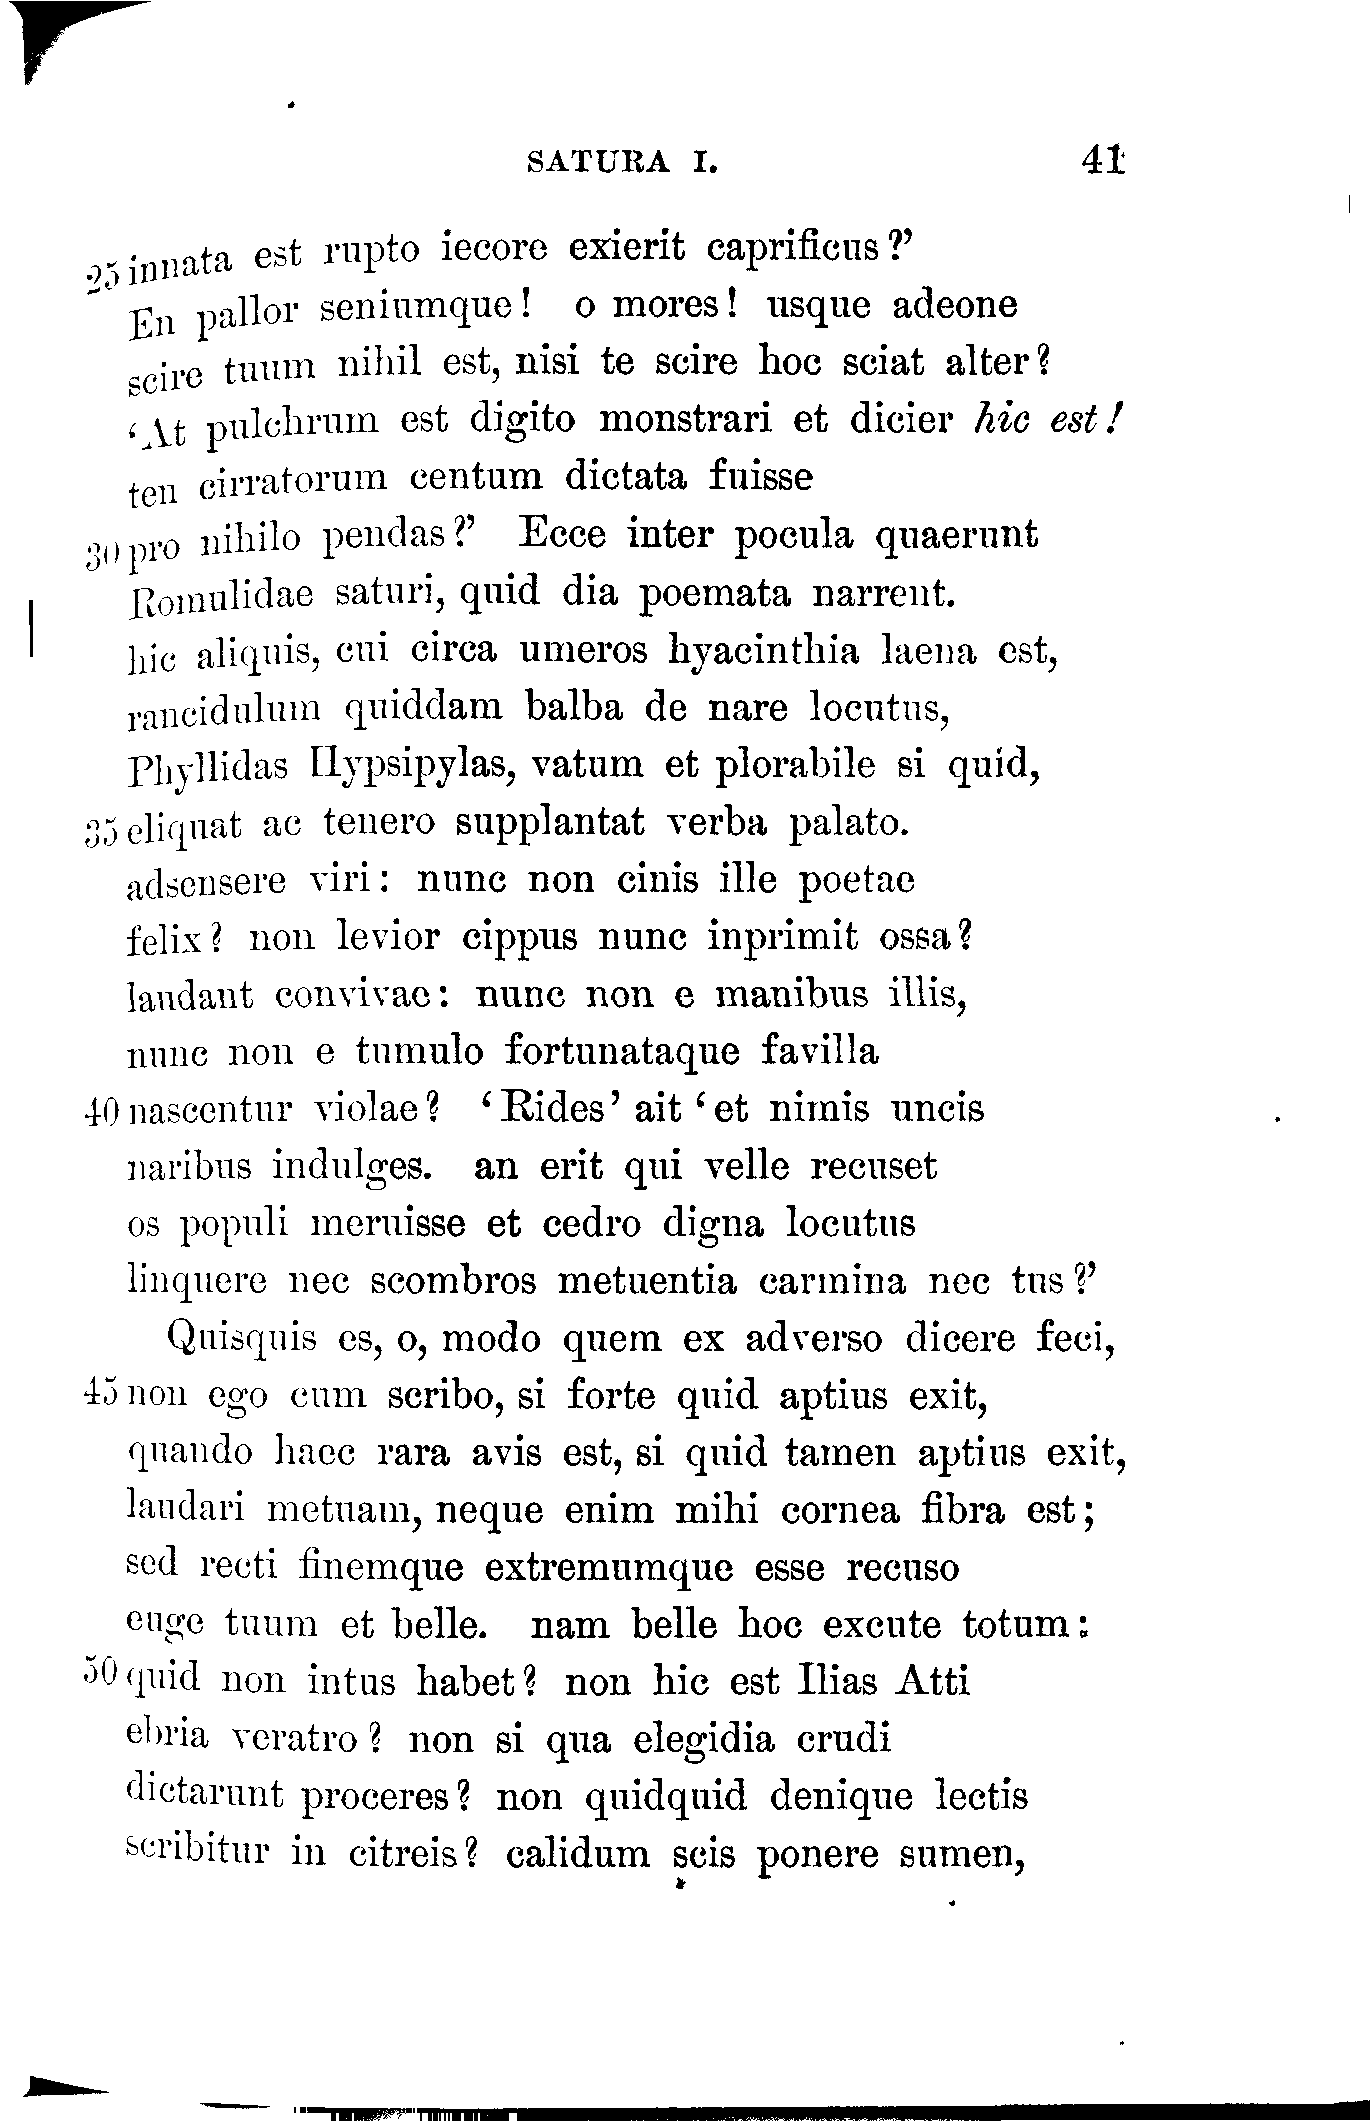 SATURA I. 41
25 innata est rupto iecore exierit caprificus?’
En pallor seniumque! o mores! usque adeone
scire tuum nihil est, nisi te scire hoc sciat alter?
‘At pulchrum est digito monstrari et dicier hic est!
ten cirratorum centum dictata fuisse
30 pro nihilo pendas?’ Ecce inter pocula quaerunt
Romulidae saturi, quid dia poemata narrent.
hic aliquis, cui circa umeros hyacinthia laena est,
rancidulum quiddam balba de nare locutus,
Phyllidas Hypsipylas, vatum et plorabile si quid,
35 eliquat ac tenero supplantat verba palato.
adsensere viri: nunc non cinis ille poetae
felix? non levior cippus nunc inprimit ossa?
laudant convivae: nunc non e manibus illis,
nunc non e tumulo fortunataque favilla
40 nascentur violae? ‘Rides’ ait ‘et nimis uncis
naribus indulges. an erit qui velle recuset
os populi meruisse et cedro digna locutus
linquere nec scombros metuentia carmina nec tus?’
Quisquis es, o, modo quem ex adverso dicere feci,
45 non ego cum scribo, si forte quid aptius exit,
quando haec rara avis est, si quid tamen aptius exit,
laudari metuam, neque enim mihi cornea fibra est;
sed recti finemque extremumque esse recuso
euge tuum et belle. nam belle hoc excute totum:
50 quid non intus habet? non hic est Ilias Atti
ebria veratro? non si qua elegidia crudi
dictarunt proceres? non quidquid denique lectis
scribitur in citreis? calidum scis ponere sumen,